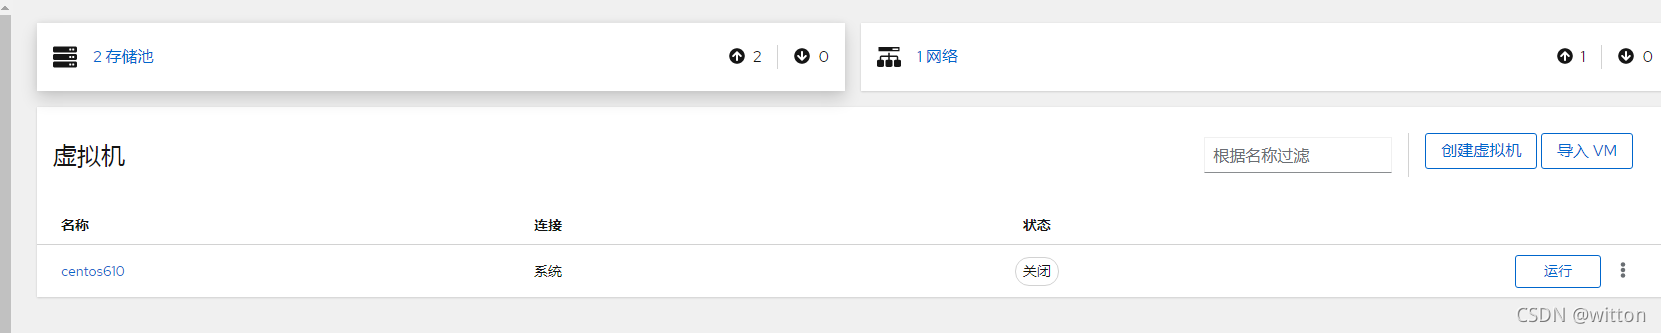 2 存储池 2 0
1 网络 1 0
虚拟机
根据名称过滤 创建虚拟机 导入 VM
名称 连接 状态
centos610 系统 关闭 运行
CSDN @witton